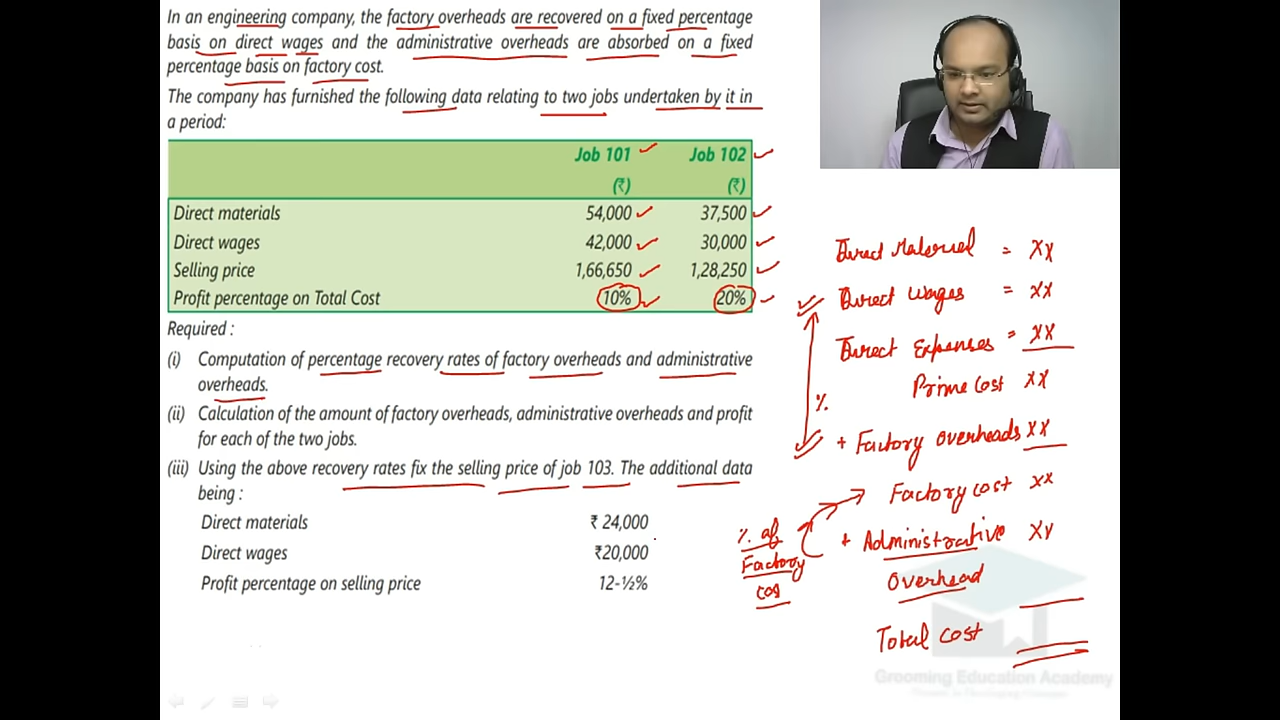 In an engineering company, the factory overheads are recovered on a fixed percentage
basis on direct wages and the administrative overheads are absorbed on a fixed
percentage basis on factory cost.
The company has furnished the following data relating to two jobs undertaken by it in
a period:
Job 101 Job 102
(₹) (₹)
Direct materials 54,000 37,500
Direct wages 42,000 30,000
Selling price 1,66,650 1,28,250
Profit percentage on Total Cost 10% 20%
Required :
(i) Computation of percentage recovery rates of factory overheads and administrative
overheads.
(ii) Calculation of the amount of factory overheads, administrative overheads and profit
for each of the two jobs.
(iii) Using the above recovery rates fix the selling price of job 103. The additional data
being :
Direct materials ₹ 24,000
Direct wages ₹20,000
Profit percentage on selling price 12-½%
Direct Material = XX
Direct Wages = XX
Direct Expenses = XX
Prime Cost XX
%
+ Factory Overheads XX
Factory Cost XX
% of
Factory
Cos
+ Administrative XX
Overhead
Total Cost
Grooming Education Academy